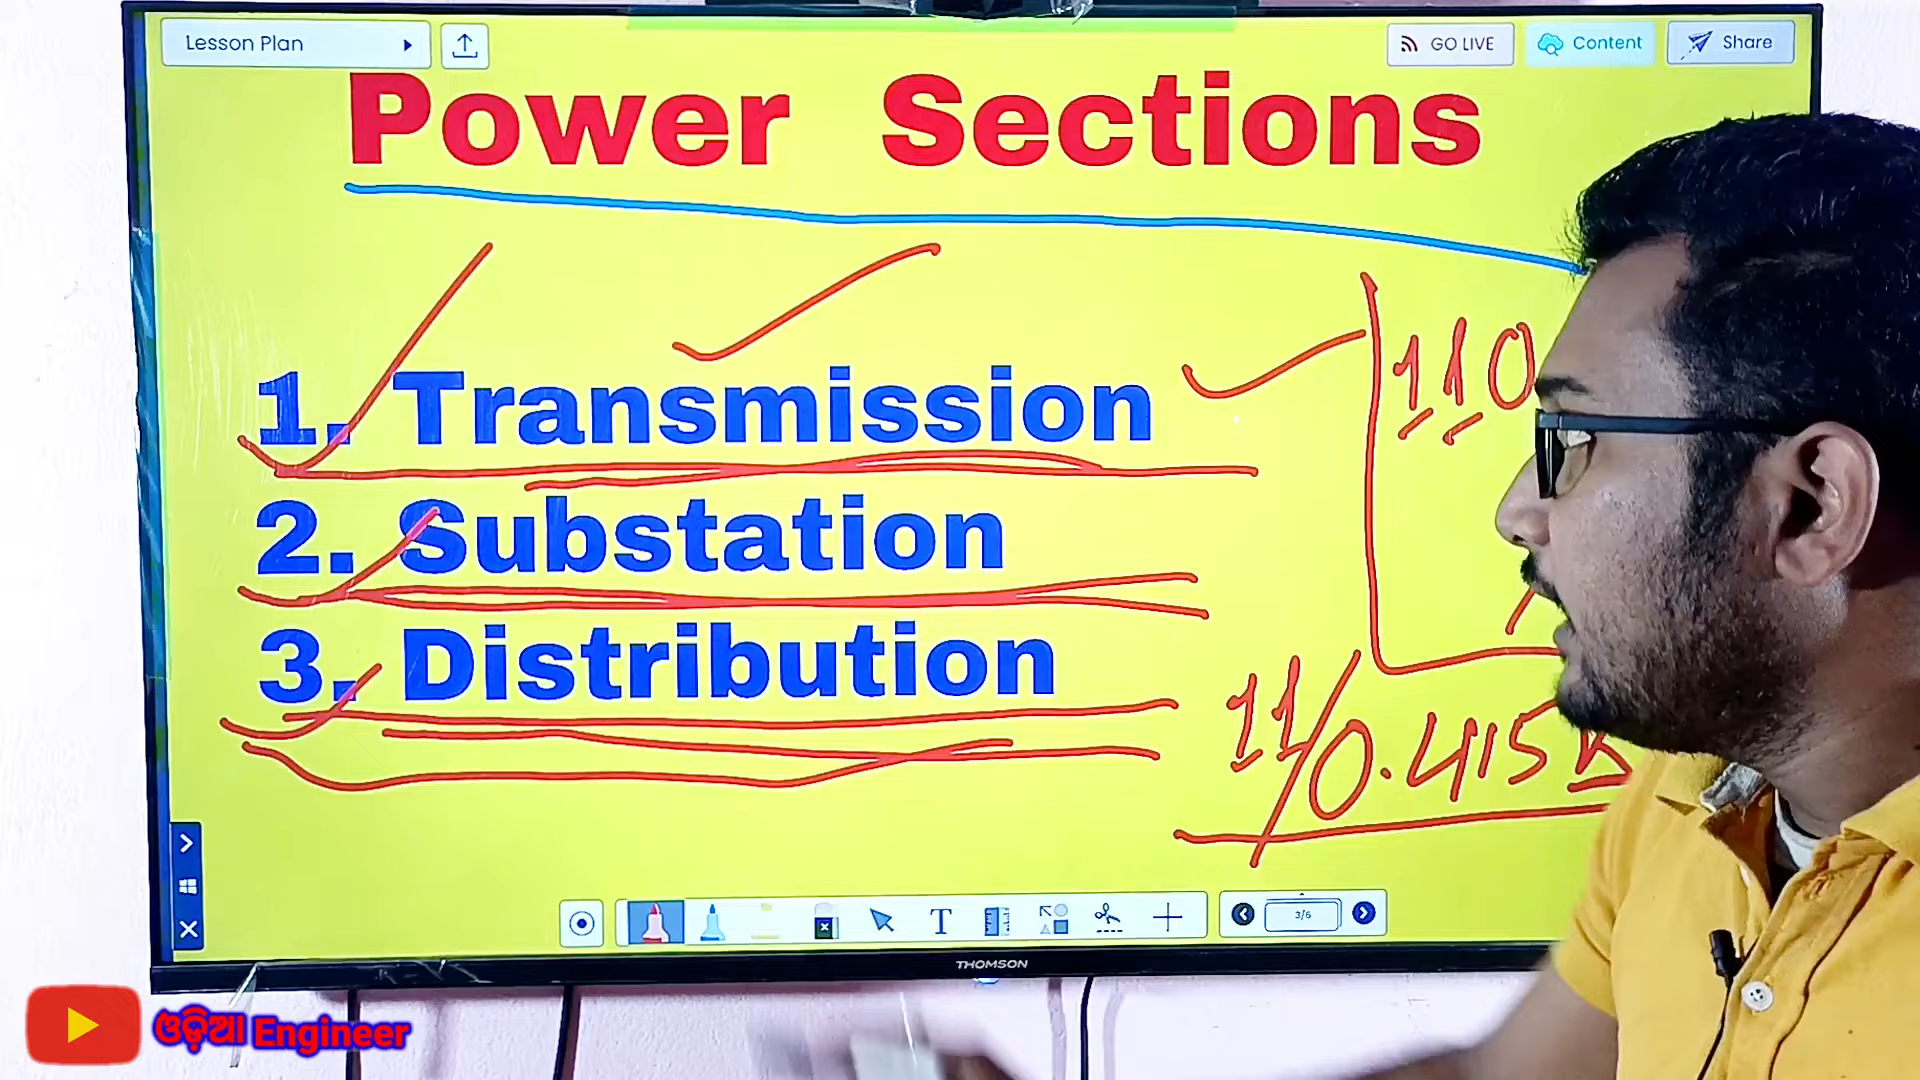 Lesson Plan
GO LIVE
Content
Share
Power Sections
1. Transmission
110
2. Substation
3. Distribution
11/0.415 K
T
3/6
THOMSON
ଓଡ଼ିଆ Engineer